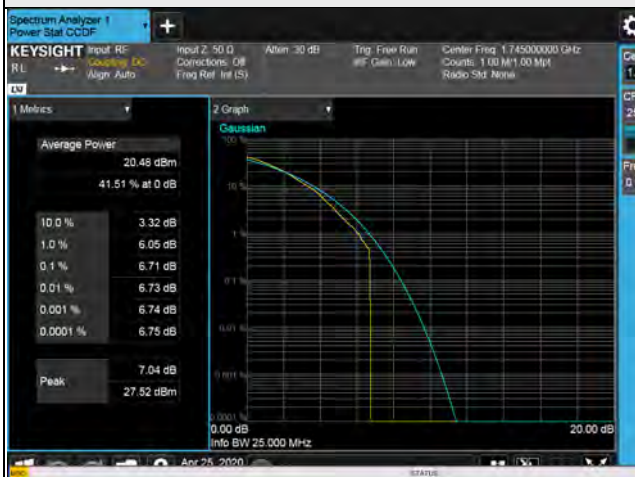 Spectrum Analyzer 1
Power Stat CCDF
+
KEYSIGHT Input: RF Input Z: 50 Ω Atten: 30 dB Trig: Free Run Center Freq: 1.745000000 GHz
RL Coupling: DC Corrections: Off #IF Gain: Low Counts: 1.00 M/1.00 Mpt
Align: Auto Freq Ref: Int (S) Radio Std: None
1 Metrics
2 Graph
Gaussian
Average Power
20.48 dBm
41.51 % at 0 dB
10.0 % 3.32 dB
1.0 % 6.05 dB
0.1 % 6.71 dB
0.01 % 6.73 dB
0.001 % 6.74 dB
0.0001 % 6.75 dB
Peak
7.04 dB
27.52 dBm
100 %
10 %
1 %
0.1 %
0.01 %
0.001 %
0.0001 %
0.00 dB 20.00 dB
Info BW 25.000 MHz
Apr 25, 2020
MSG STATUS